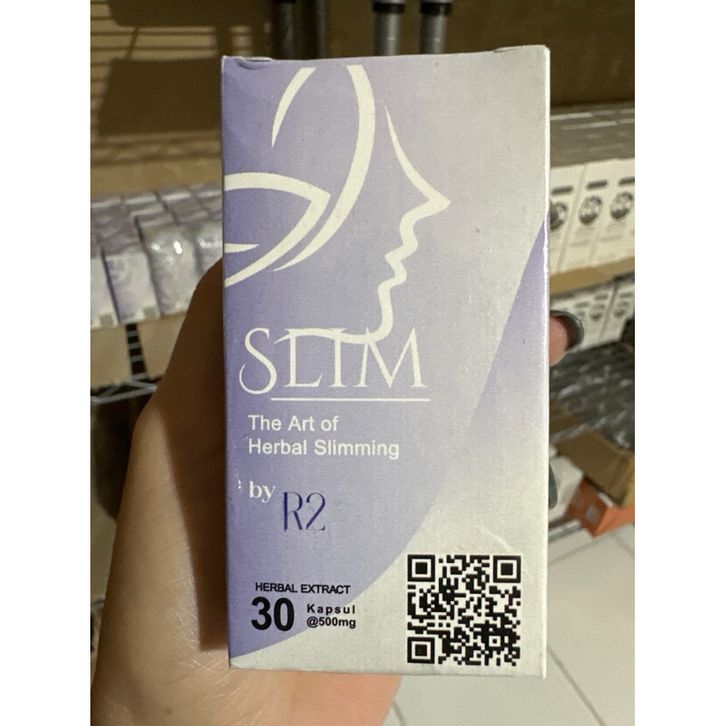 SLIM
The Art of
Herbal Slimming
by R2
HERBAL EXTRACT
30 Kapsul
@500mg